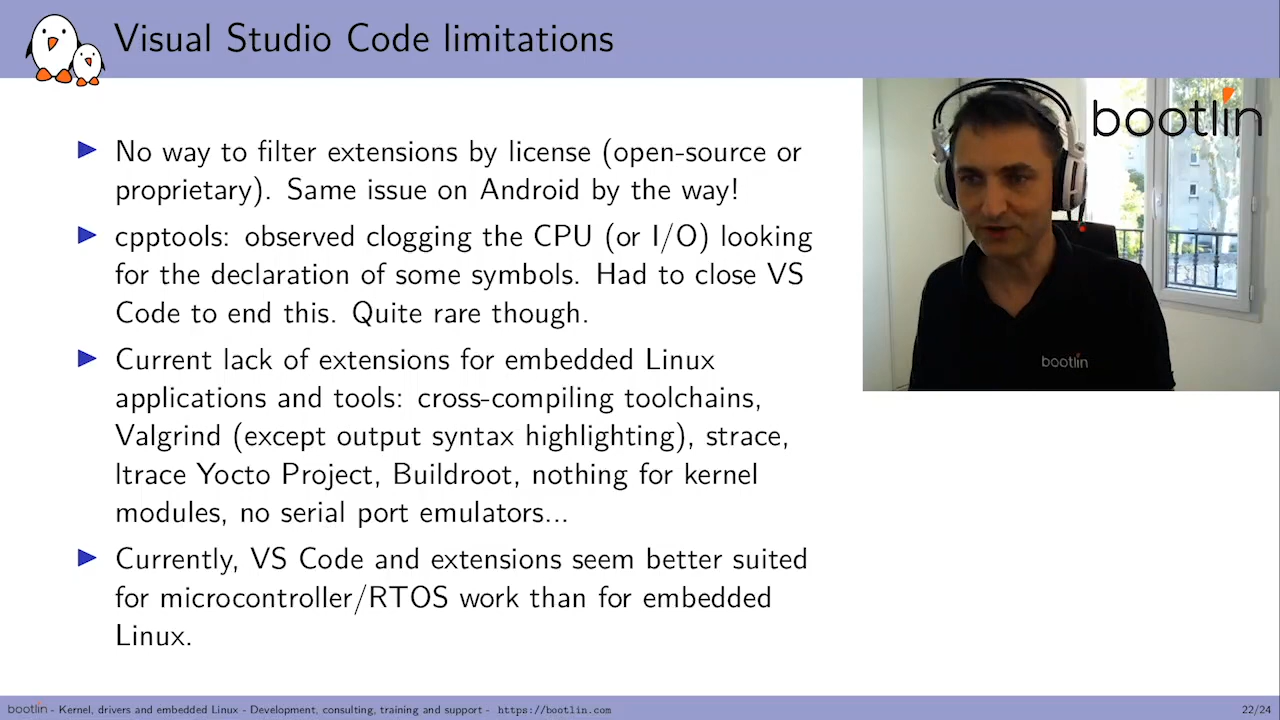 Visual Studio Code limitations
No way to filter extensions by license (open-source or
proprietary). Same issue on Android by the way!
cpptools: observed clogging the CPU (or I/O) looking
for the declaration of some symbols. Had to close VS
Code to end this. Quite rare though.
Current lack of extensions for embedded Linux
applications and tools: cross-compiling toolchains,
Valgrind (except output syntax highlighting), strace,
ltrace Yocto Project, Buildroot, nothing for kernel
modules, no serial port emulators...
Currently, VS Code and extensions seem better suited
for microcontroller/RTOS work than for embedded
Linux.
bootlin
bootlin
bootlin - Kernel, drivers and embedded Linux - Development, consulting, training and support - https://bootlin.com
22/24